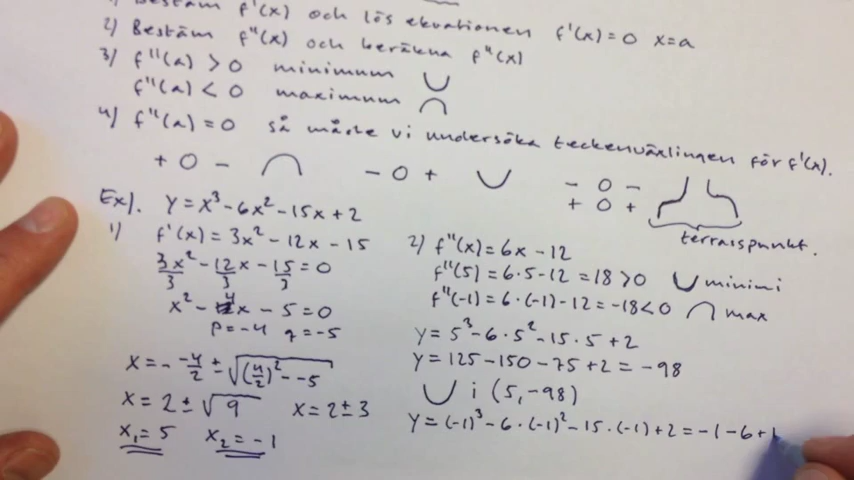 1) Bestäm f'(x) och lös ekvationen f'(x)=0 x=a
2) Bestäm f''(x) och beräkna f''(x)
3) f''(a) > 0 minimum ∪
f''(a) < 0 maximum ∩
4) f''(a) = 0 så måste vi undersöka teckenväxlingen för f'(x).
+ 0 − ∩ − 0 + ∪
− 0 −
+ 0 +
terrasspunkt.
Ex). y = x³ − 6x² − 15x + 2
1) f'(x) = 3x² − 12x − 15
3x²/3 − 12x/3 − 15/3 = 0
x² − 4x − 5 = 0
p = −4 q = −5
x = − −4/2 ± √((4/2)² − −5)
x = 2 ± √9 x = 2 ± 3
x₁ = 5 x₂ = −1
2) f''(x) = 6x − 12
f''(5) = 6·5 − 12 = 18 > 0 ∪ minimi
f''(−1) = 6·(−1) − 12 = −18 < 0 ∩ max
y = 5³ − 6·5² − 15·5 + 2
y = 125 − 150 − 75 + 2 = −98
∪ i (5, −98)
y = (−1)³ − 6·(−1)² − 15·(−1) + 2 = −1 − 6 + 1